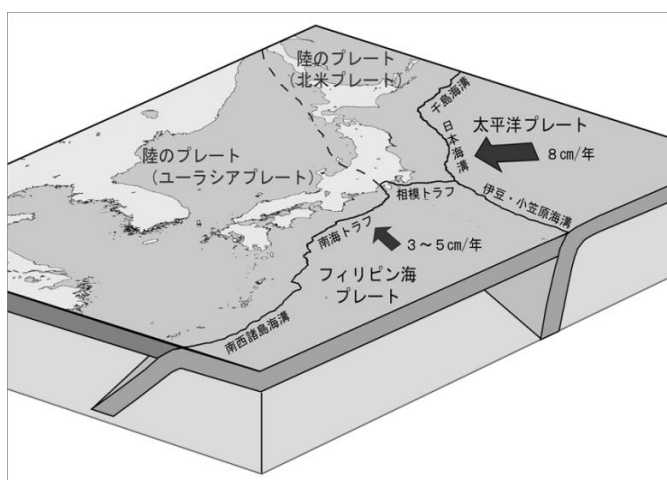 陸のプレート
(北米プレート)
千島海溝
日本海溝
太平洋プレート
8㎝/年
陸のプレート
(ユーラシアプレート)
相模トラフ
伊豆・小笠原海溝
南海トラフ
3～5㎝/年
フィリピン海
プレート
南西諸島海溝